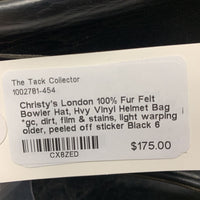 The Tack Collector
1002781-454
Christy's London 100% Fur Felt
Bowler Hat, Hvy Vinyl Helmet Bag
*gc, dirt, film & stains, light warping
older, peeled off sticker Black 6
CX8ZED
$175.00